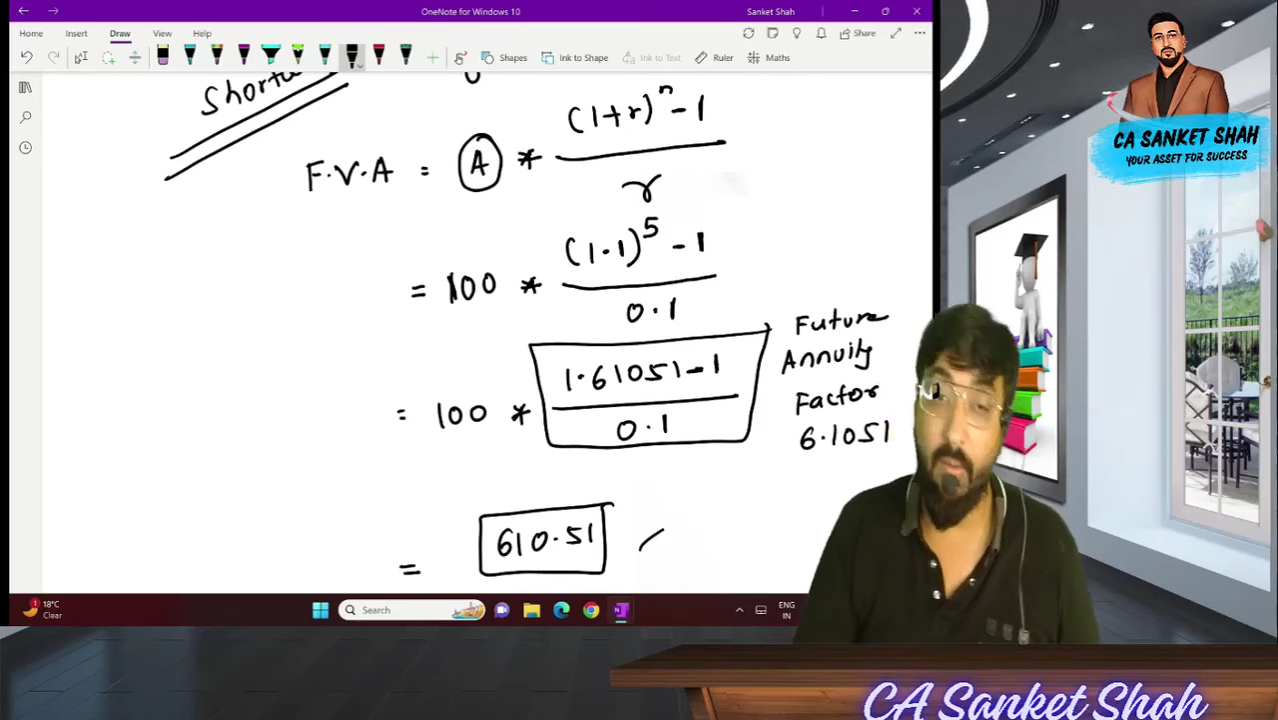 OneNote for Windows 10
Sanket Shah
Home Insert Draw View Help
Share
Shapes Ink to Shape Ink to Text Ruler Maths
F.V.A = A * (1+r)^n - 1
r
= 100 * (1.1)^5 - 1
0.1
= 100 * 1.61051 - 1
0.1
Future
Annuity
Factor
6.1051
= 610.51
CA SANKET SHAH
YOUR ASSET FOR SUCCESS
1
18°C
Clear
Search
ENG
IN
CA Sanket Shah